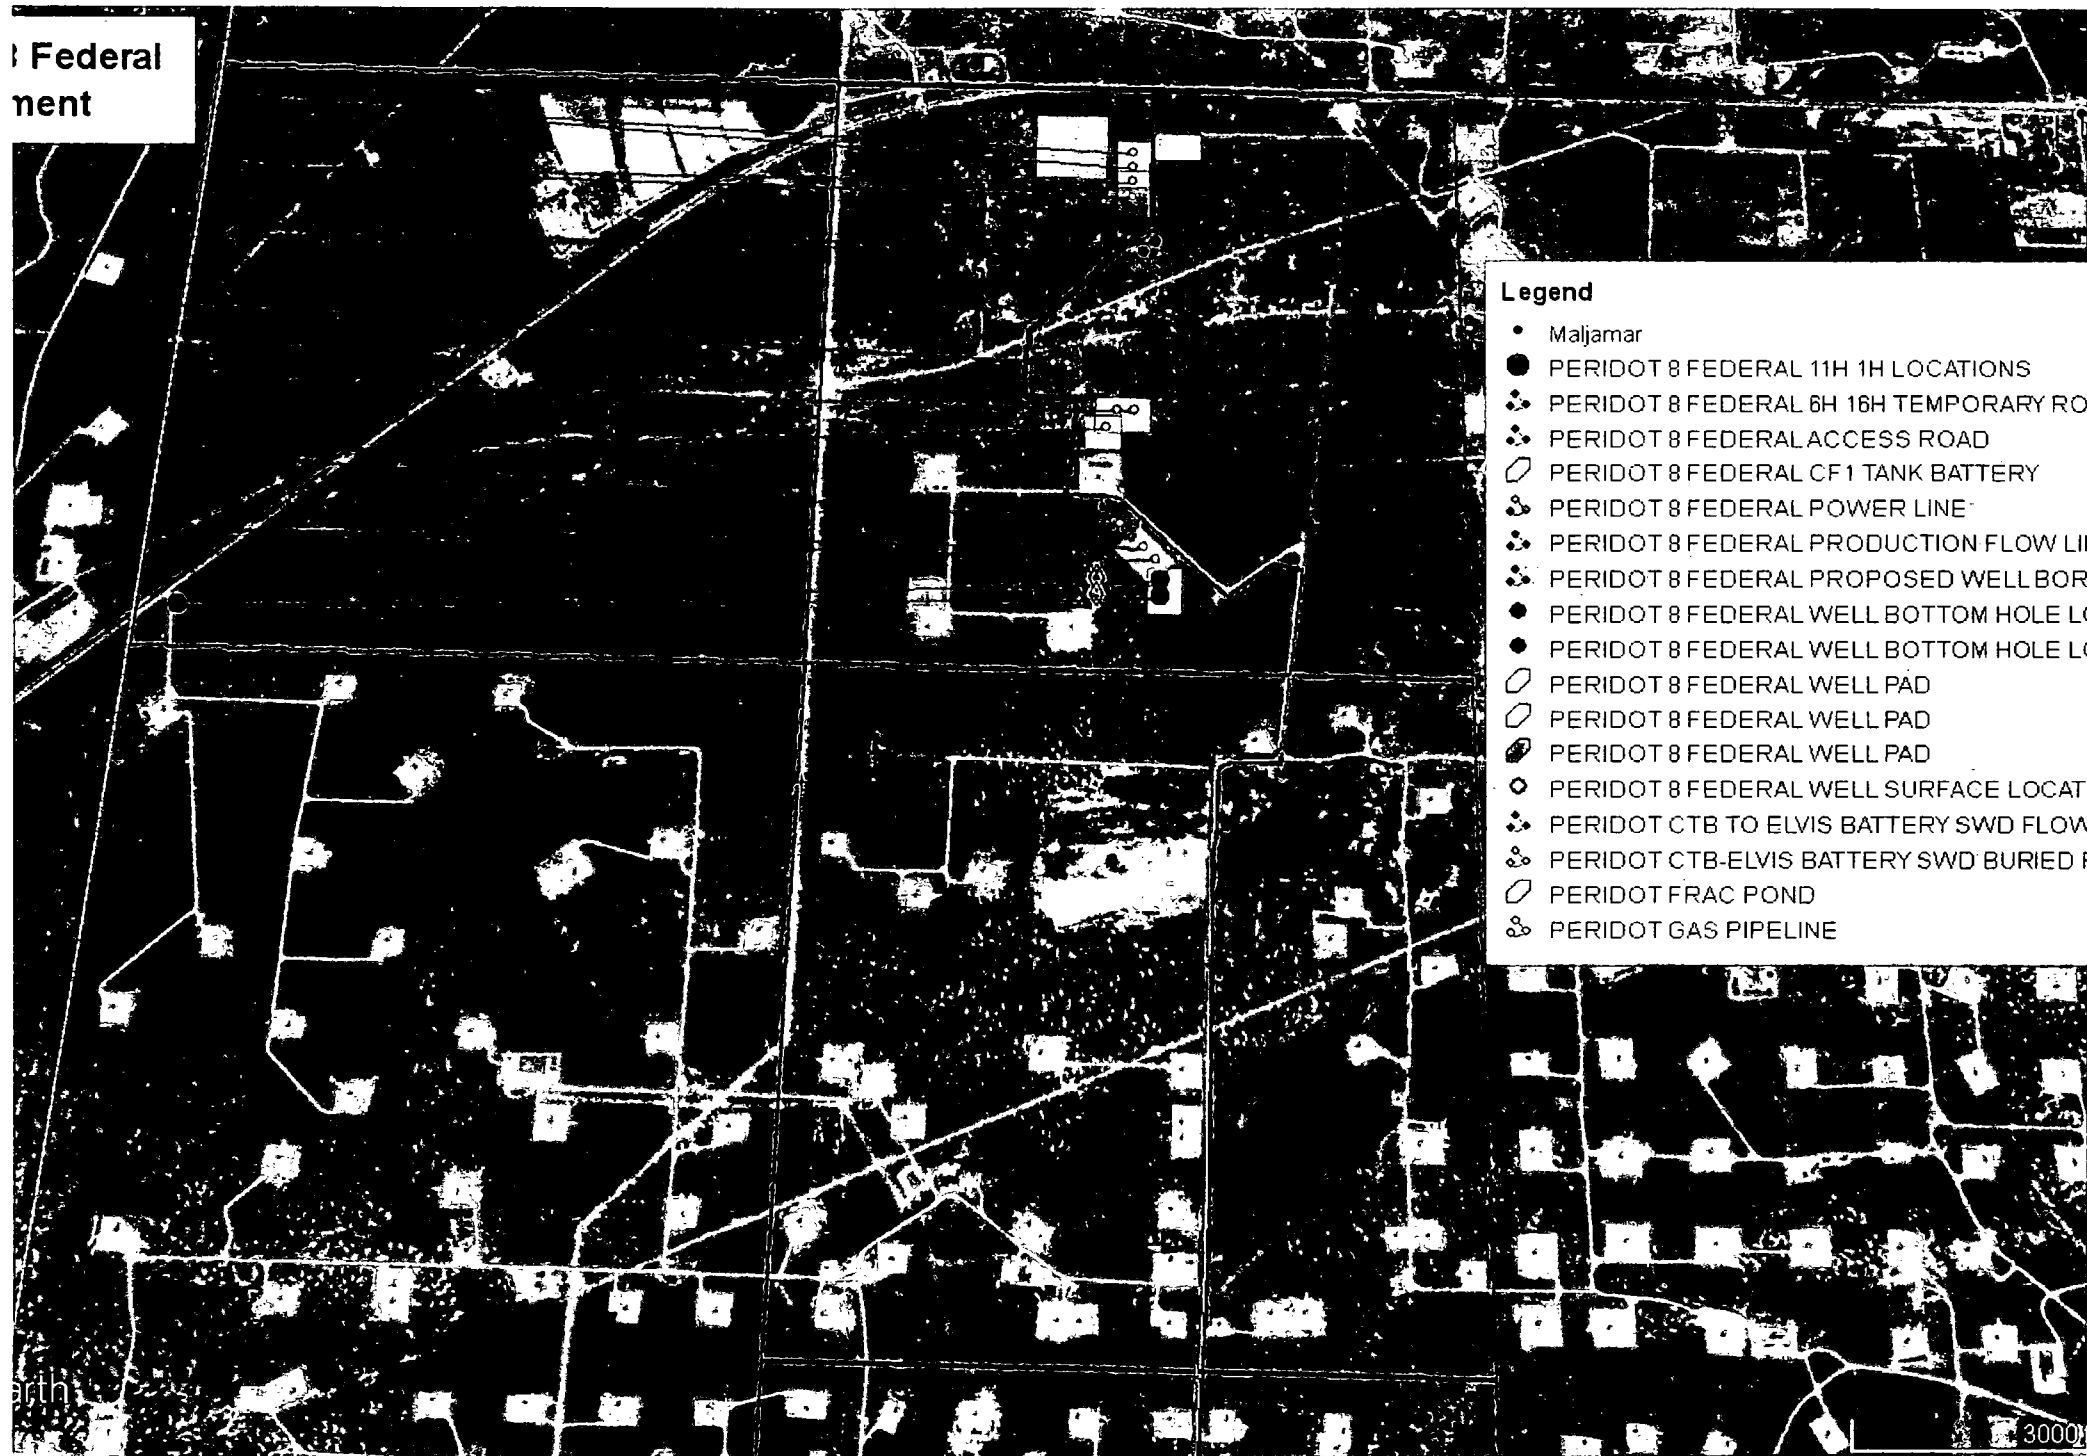 Federal
ment
Legend
Maljamar
PERIDOT 8 FEDERAL 11H 1H LOCATIONS
PERIDOT 8 FEDERAL 6H 16H TEMPORARY RO
PERIDOT 8 FEDERAL ACCESS ROAD
PERIDOT 8 FEDERAL CF1 TANK BATTERY
PERIDOT 8 FEDERAL POWER LINE
PERIDOT 8 FEDERAL PRODUCTION FLOW LI
PERIDOT 8 FEDERAL PROPOSED WELL BOR
PERIDOT 8 FEDERAL WELL BOTTOM HOLE LO
PERIDOT 8 FEDERAL WELL BOTTOM HOLE LO
PERIDOT 8 FEDERAL WELL PAD
PERIDOT 8 FEDERAL WELL PAD
PERIDOT 8 FEDERAL WELL PAD
PERIDOT 8 FEDERAL WELL SURFACE LOCAT
PERIDOT CTB TO ELVIS BATTERY SWD FLOW
PERIDOT CTB-ELVIS BATTERY SWD BURIED
PERIDOT FRAC POND
PERIDOT GAS PIPELINE
arth
3000